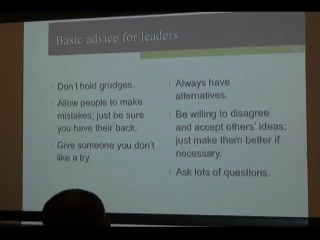 Basic advice for leaders
Don't hold grudges.
Allow people to make
mistakes; just be sure
you have their back.
Give someone you don't
like a try.
Always have
alternatives.
Be willing to disagree
and accept others' ideas;
just make them better if
necessary.
Ask lots of questions.